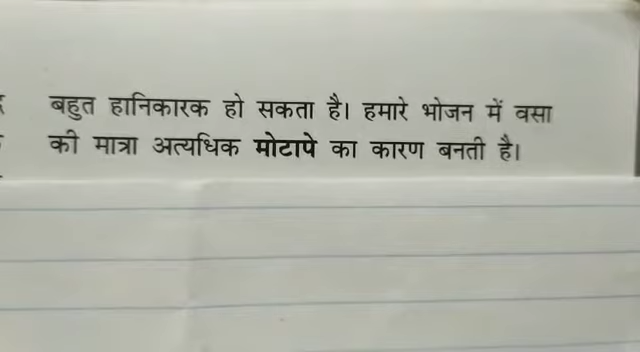 बहुत हानिकारक हो सकता है। हमारे भोजन में वसा
की मात्रा अत्यधिक मोटापे का कारण बनती है।